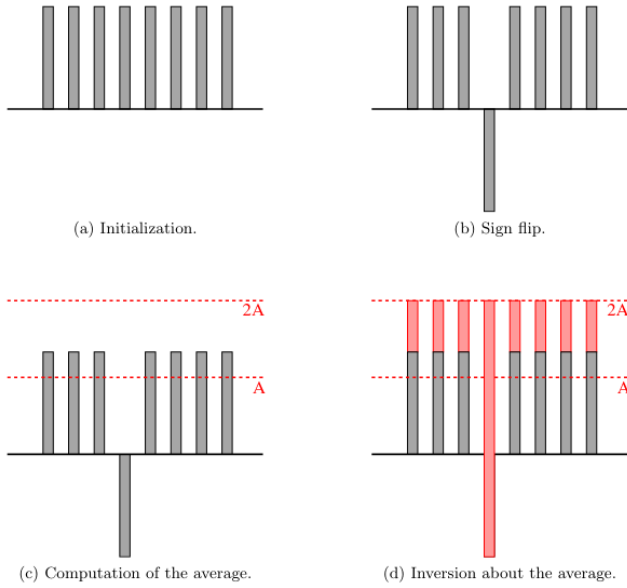 (a) Initialization.
(b) Sign flip.
2A
A
(c) Computation of the average.
2A
A
(d) Inversion about the average.